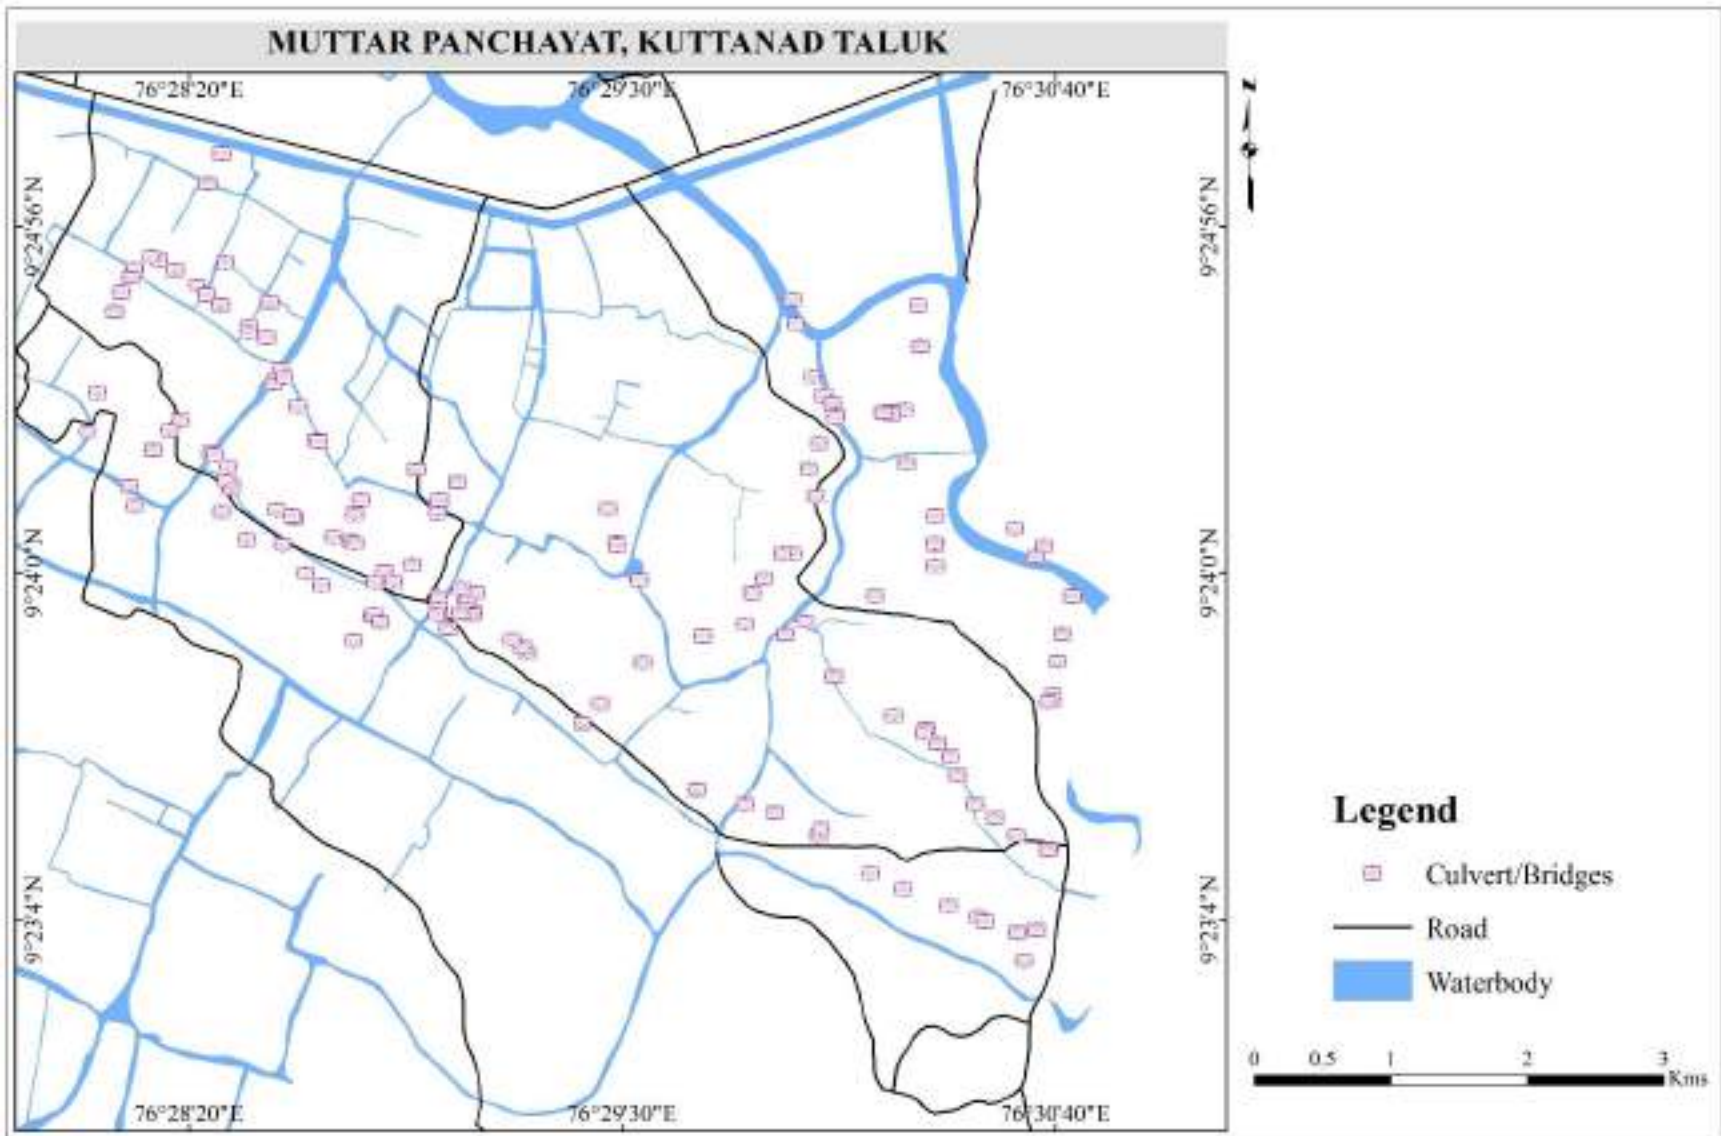 MUTTAR PANCHAYAT, KUTTANAD TALUK
76°28'20"E 76°29'30"E 76°30'40"E
N
9°24'56"N 9°24'56"N
9°24'0"N 9°24'0"N
9°23'4"N 9°23'4"N
76°28'20"E 76°29'30"E 76°30'40"E
Legend
Culvert/Bridges
Road
Waterbody
0 0.5 1 2 3
Kms